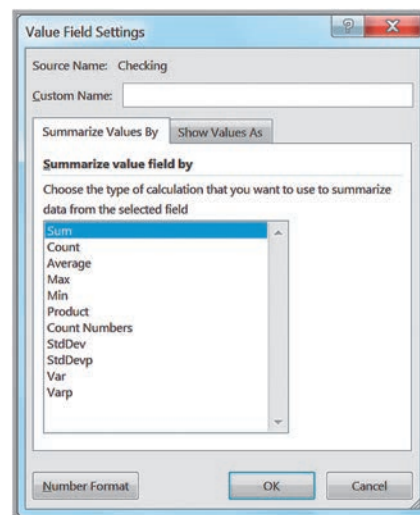 Value Field Settings
? X
Source Name: Checking
Custom Name:
Summarize Values By Show Values As
Summarize value field by
Choose the type of calculation that you want to use to summarize
data from the selected field
Sum
Count
Average
Max
Min
Product
Count Numbers
StdDev
StdDevp
Var
Varp
Number Format OK Cancel